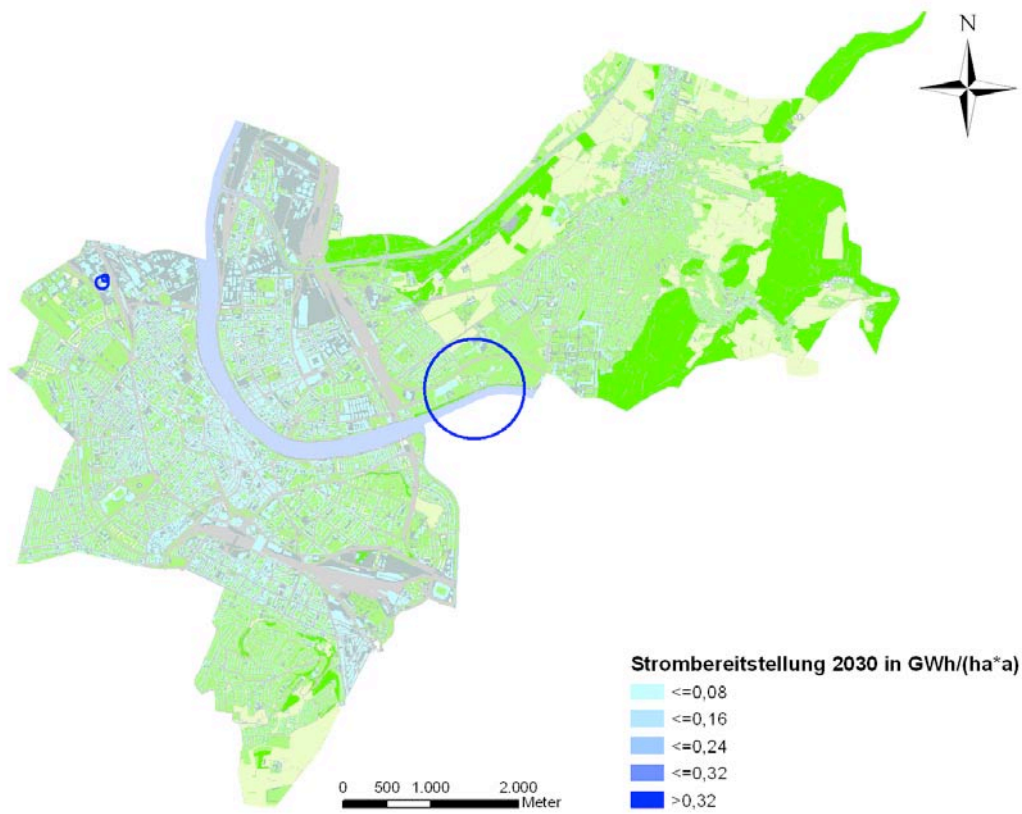 N
Strombereitstellung 2030 in GWh/(ha*a)
<=0,08
<=0,16
<=0,24
<=0,32
>0,32
0 500 1.000 2.000
Meter